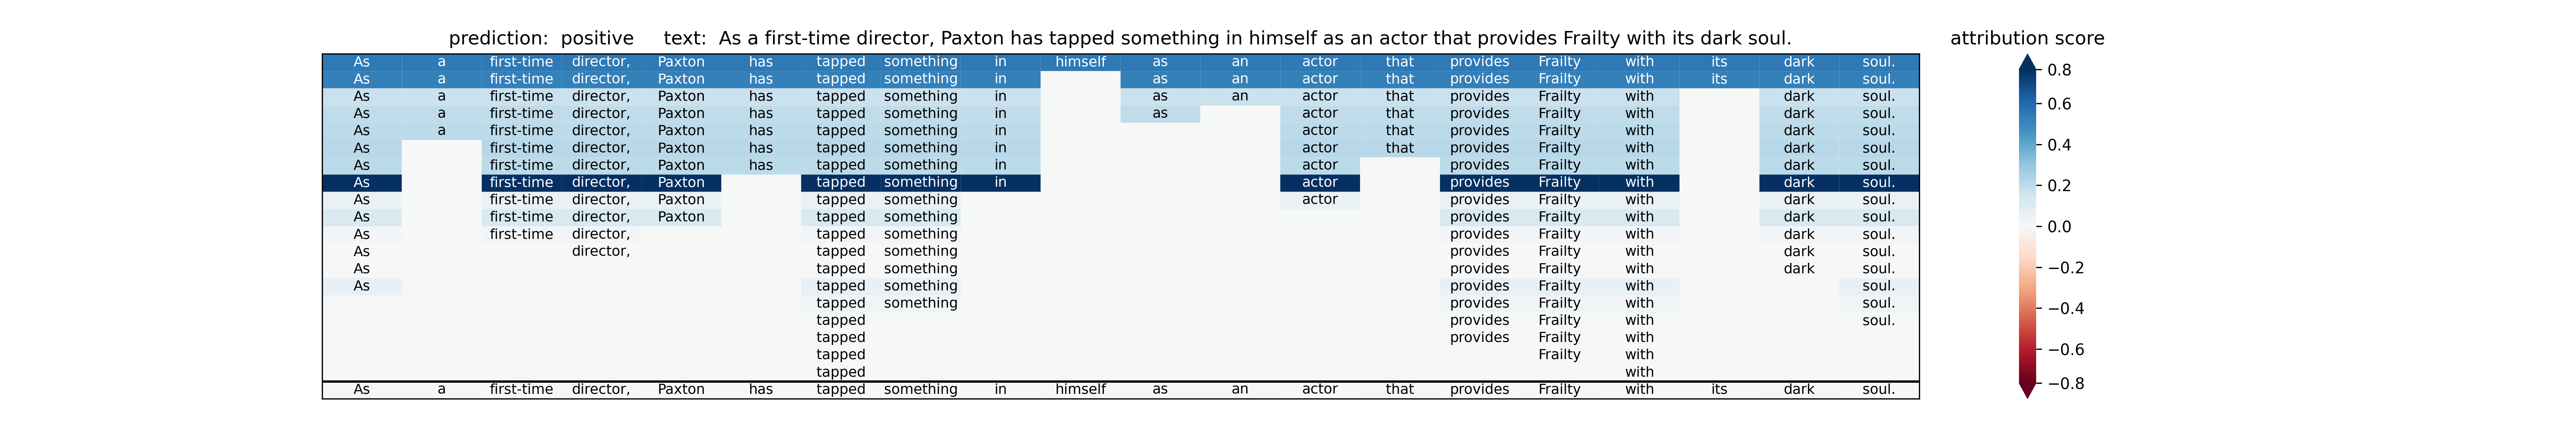 prediction: positive text: As a first-time director, Paxton has tapped something in himself as an actor that provides Frailty with its dark soul.
attribution score
As a first-time director, Paxton has tapped something in himself as an actor that provides Frailty with its dark soul.
As a first-time director, Paxton has tapped something in as an actor that provides Frailty with its dark soul.
As a first-time director, Paxton has tapped something in as an actor that provides Frailty with dark soul.
As a first-time director, Paxton has tapped something in as actor that provides Frailty with dark soul.
As a first-time director, Paxton has tapped something in actor that provides Frailty with dark soul.
As first-time director, Paxton has tapped something in actor that provides Frailty with dark soul.
As first-time director, Paxton has tapped something in actor provides Frailty with dark soul.
As first-time director, Paxton tapped something in actor provides Frailty with dark soul.
As first-time director, Paxton tapped something actor provides Frailty with dark soul.
As first-time director, Paxton tapped something provides Frailty with dark soul.
As first-time director, tapped something provides Frailty with dark soul.
As director, tapped something provides Frailty with dark soul.
As tapped something provides Frailty with dark soul.
As tapped something provides Frailty with soul.
tapped something provides Frailty with soul.
tapped provides Frailty with soul.
tapped provides Frailty with
tapped Frailty with
tapped with
As a first-time director, Paxton has tapped something in himself as an actor that provides Frailty with its dark soul.
0.8
0.6
0.4
0.2
0.0
−0.2
−0.4
−0.6
−0.8